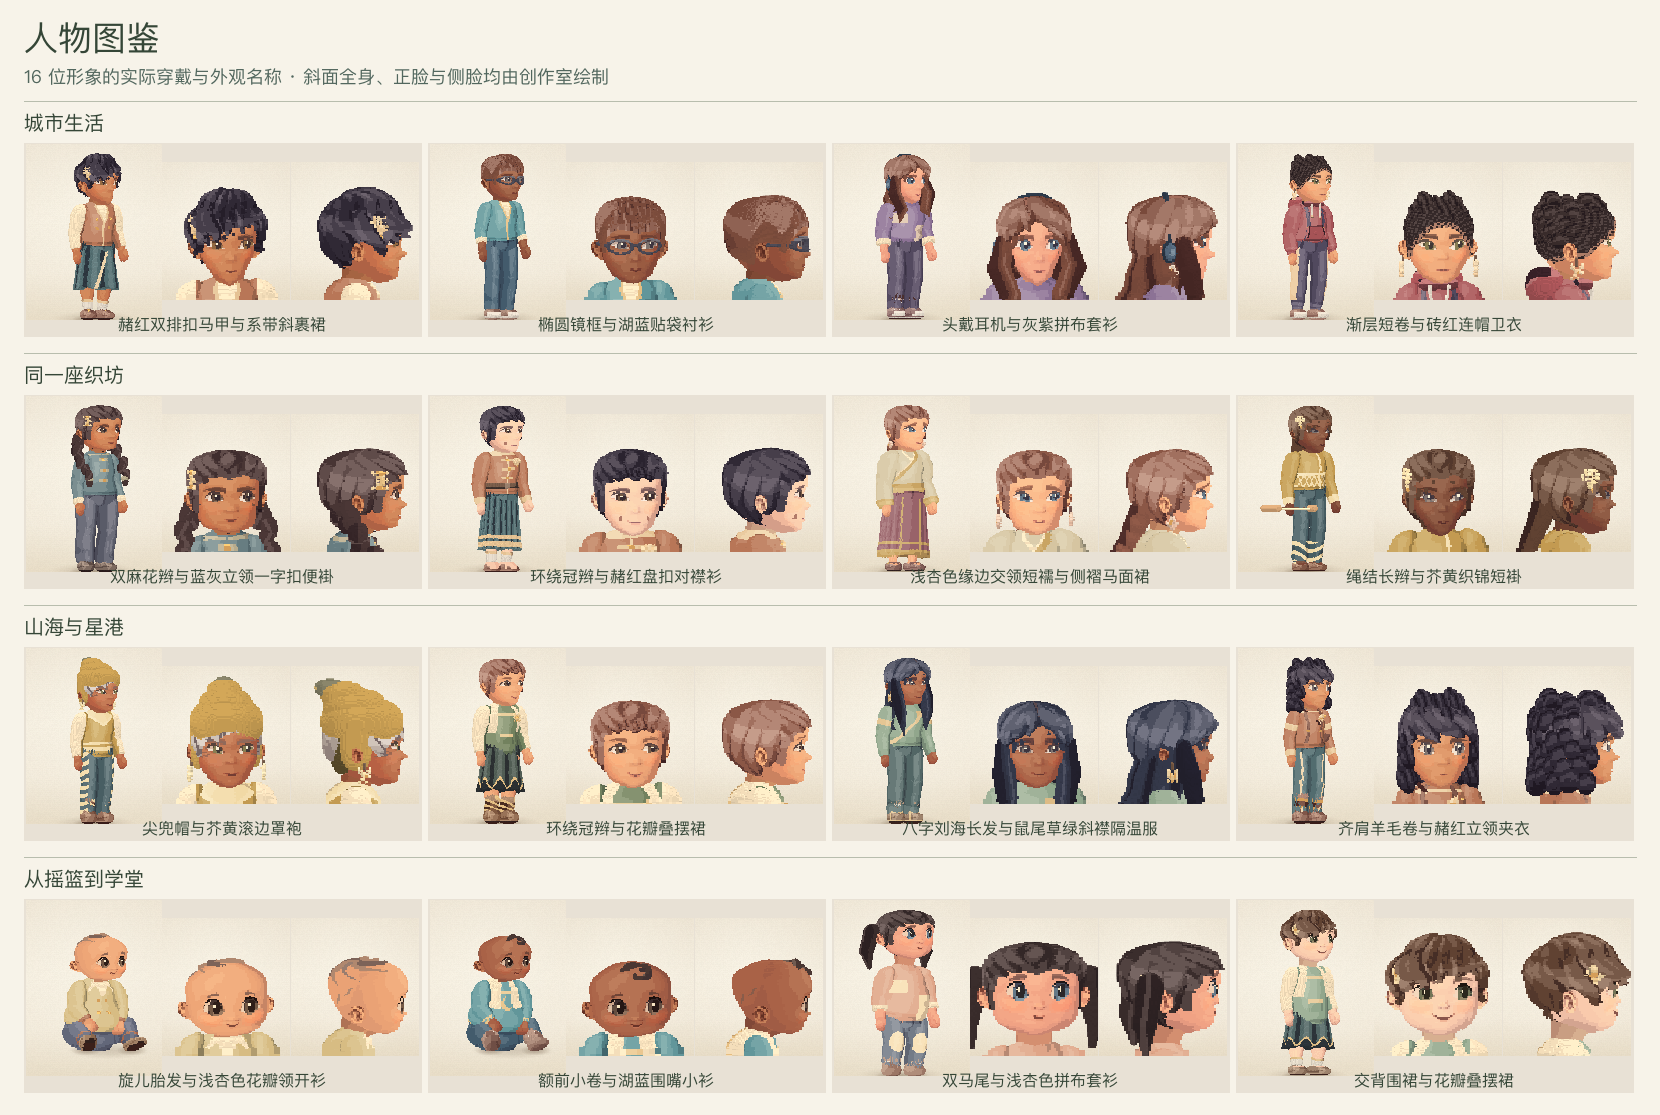 人物图鉴
16 位形象的实际穿戴与外观名称 · 斜面全身、正脸与侧脸均由创作室绘制
城市生活
赭红双排扣马甲与系带斜裹裙
椭圆镜框与湖蓝贴袋衬衫
头戴耳机与灰紫拼布套衫
渐层短卷与砖红连帽卫衣
同一座织坊
双麻花辫与蓝灰立领一字扣便褂
环绕冠辫与赭红盘扣对襟衫
浅杏色缘边交领短襦与侧褶马面裙
绳结长辫与芥黄织锦短褂
山海与星港
尖兜帽与芥黄滚边罩袍
环绕冠辫与花瓣叠摆裙
八字刘海长发与鼠尾草绿斜襟隔温服
齐肩羊毛卷与赭红立领夹衣
从摇篮到学堂
旋儿胎发与浅杏色花瓣领开衫
额前小卷与湖蓝围嘴小衫
双马尾与浅杏色拼布套衫
交背围裙与花瓣叠摆裙